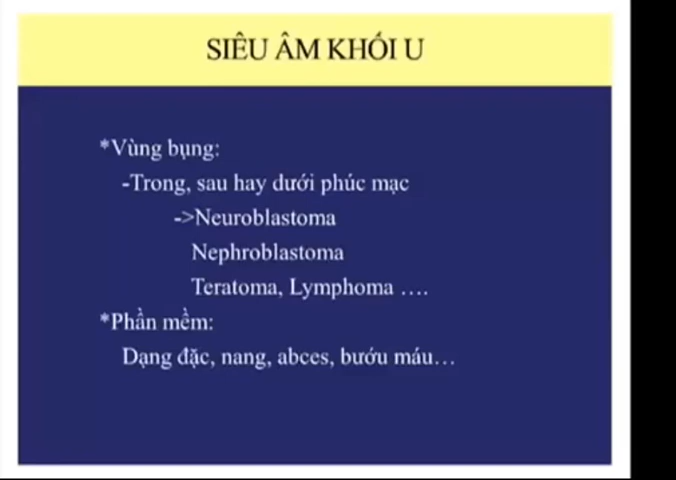 SIÊU ÂM KHỐI U
*Vùng bụng:
-Trong, sau hay dưới phúc mạc
->Neuroblastoma
Nephroblastoma
Teratoma, Lymphoma ….
*Phần mềm:
Dạng đặc, nang, abces, bướu máu…